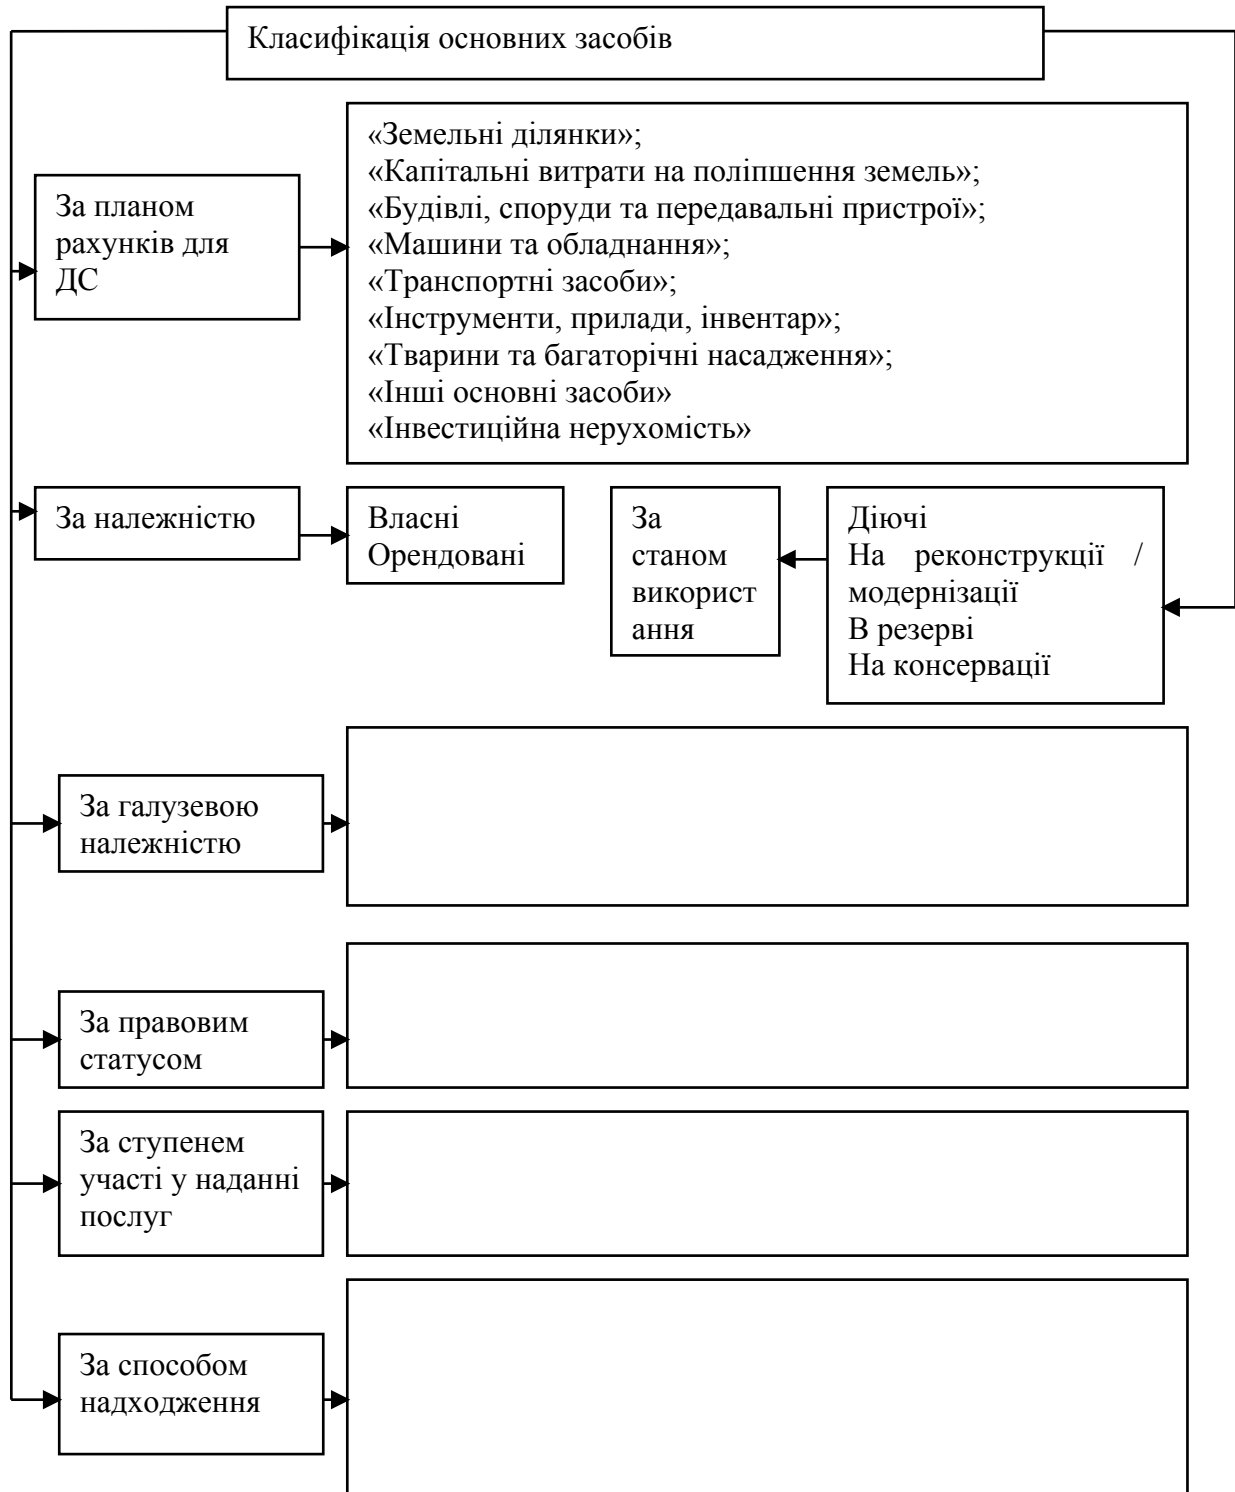 Класифікація основних засобів
За планом
рахунків для
ДС
«Земельні ділянки»;
«Капітальні витрати на поліпшення земель»;
«Будівлі, споруди та передавальні пристрої»;
«Машини та обладнання»;
«Транспортні засоби»;
«Інструменти, прилади, інвентар»;
«Тварини та багаторічні насадження»;
«Інші основні засоби»
«Інвестиційна нерухомість»
За належністю
Власні
Орендовані
За
станом
використ
ання
Діючі
На реконструкції /
модернізації
В резерві
На консервації
За галузевою
належністю
За правовим
статусом
За ступенем
участі у наданні
послуг
За способом
надходження